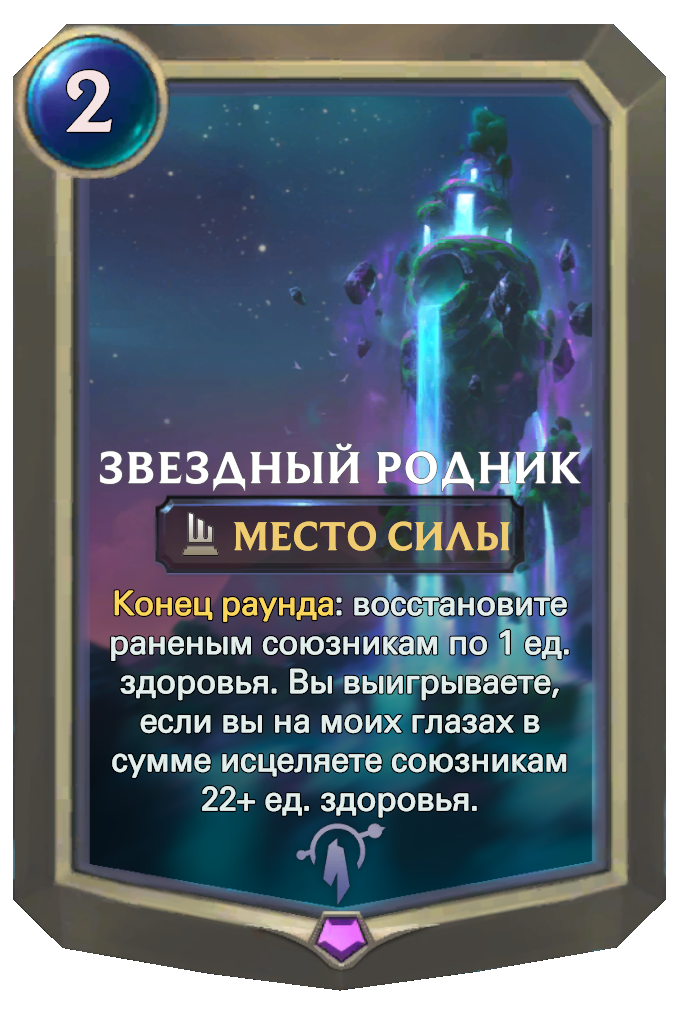 2
ЗВЕЗДНЫЙ РОДНИК
МЕСТО СИЛЫ
Конец раунда: восстановите
раненым союзникам по 1 ед.
здоровья. Вы выигрываете,
если вы на моих глазах в
сумме исцеляете союзникам
22+ ед. здоровья.